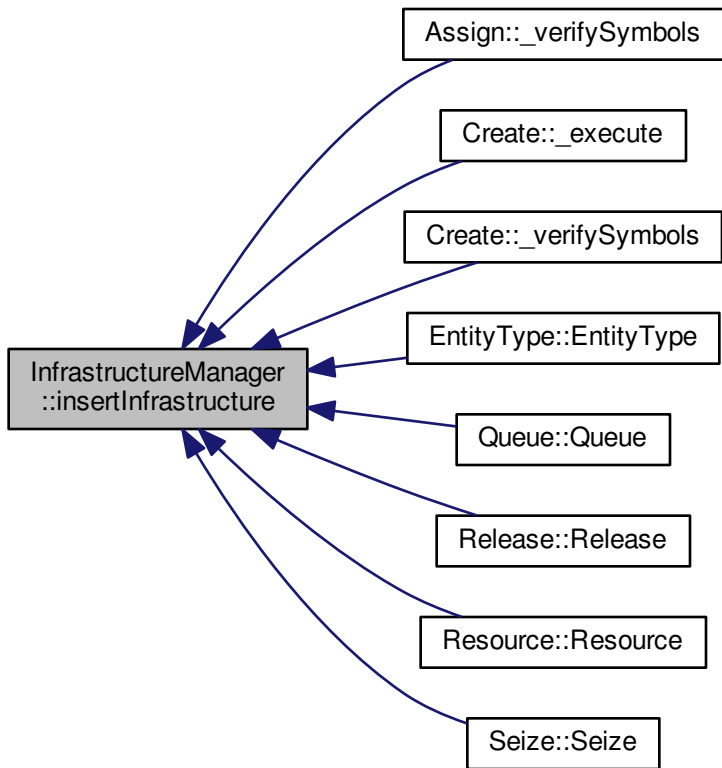 Assign::_verifySymbols
Create::_execute
Create::_verifySymbols
EntityType::EntityType
InfrastructureManager
::insertInfrastructure
Queue::Queue
Release::Release
Resource::Resource
Seize::Seize